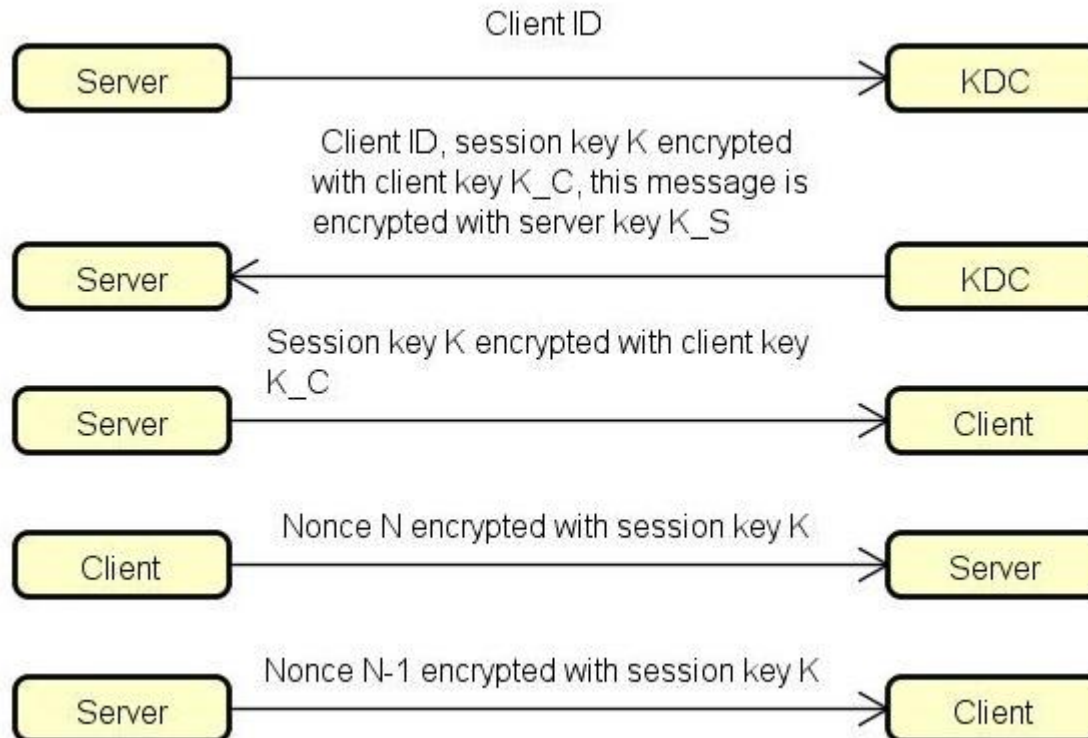 Client ID
Server
KDC
Client ID, session key K encrypted
with client key K_C, this message is
encrypted with server key K_S
Server
KDC
Session key K encrypted with client key
K_C
Server
Client
Nonce N encrypted with session key K
Client
Server
Nonce N-1 encrypted with session key K
Server
Client